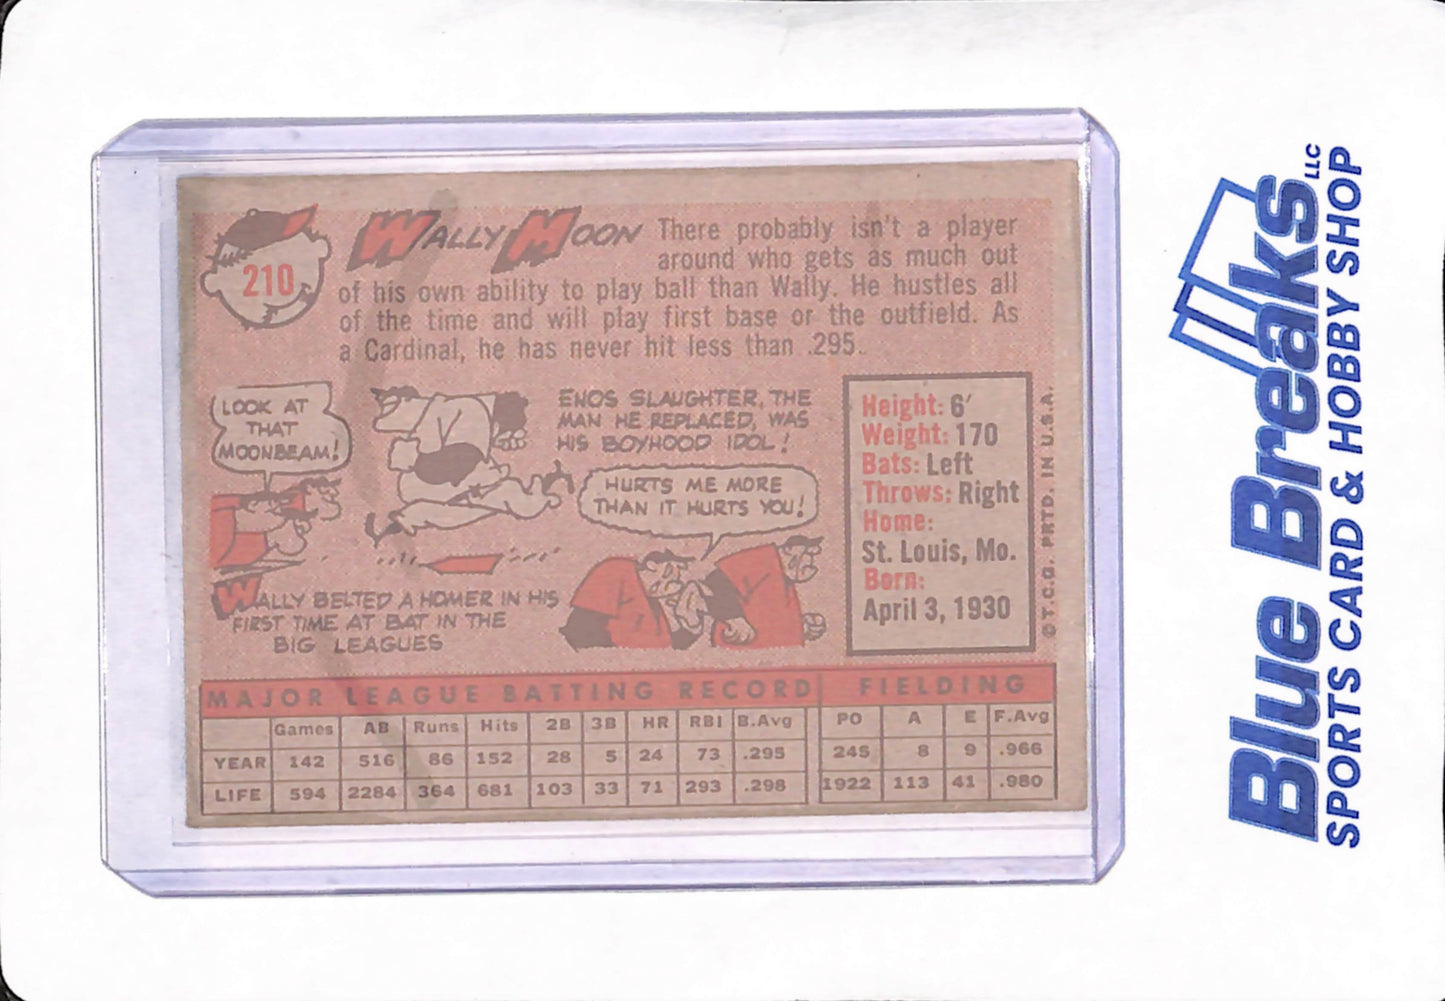 210
WALLY MOON There probably isn't a player
around who gets as much out
of his own ability to play ball than Wally. He hustles all
of the time and will play first base or the outfield. As
a Cardinal, he has never hit less than .295.
LOOK AT
THAT
MOONBEAM!
WALLY BELTED A HOMER IN HIS
FIRST TIME AT BAT IN THE
BIG LEAGUES
ENOS SLAUGHTER, THE
MAN HE REPLACED, WAS
HIS BOYHOOD IDOL!
HURTS ME MORE
THAN IT HURTS YOU!
Height: 6'
Weight: 170
Bats: Left
Throws: Right
Home:
St. Louis, Mo.
Born:
April 3, 1930
©T.C.G. PRTD. IN U.S.A.
MAJOR LEAGUE BATTING RECORD FIELDING
Games AB Runs Hits 2B 3B HR RBI B.Avg PO A E F.Avg
YEAR 142 516 86 152 28 5 24 73 .295 245 8 9 .966
LIFE 594 2284 364 681 103 33 71 293 .298 1922 113 41 .980
Blue Breaks LLC
SPORTS CARD & HOBBY SHOP